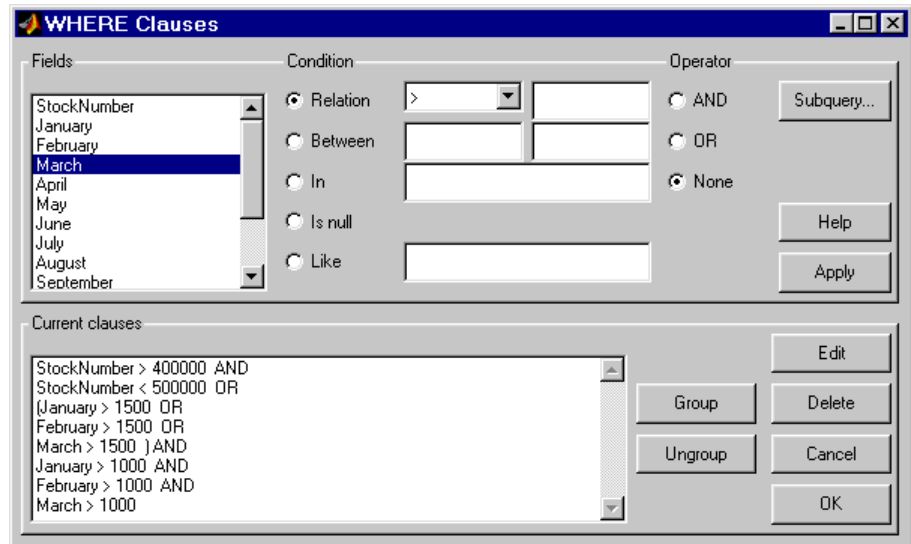 WHERE Clauses
Fields
Condition
Operator
StockNumber
January
February
March
April
May
June
July
August
September
Relation
>
Between
In
Is null
Like
AND
OR
None
Subquery...
Help
Apply
Current clauses
StockNumber > 400000 AND
StockNumber < 500000 OR
(January > 1500 OR
February > 1500 OR
March > 1500 ) AND
January > 1000 AND
February > 1000 AND
March > 1000
Group
Ungroup
Edit
Delete
Cancel
OK